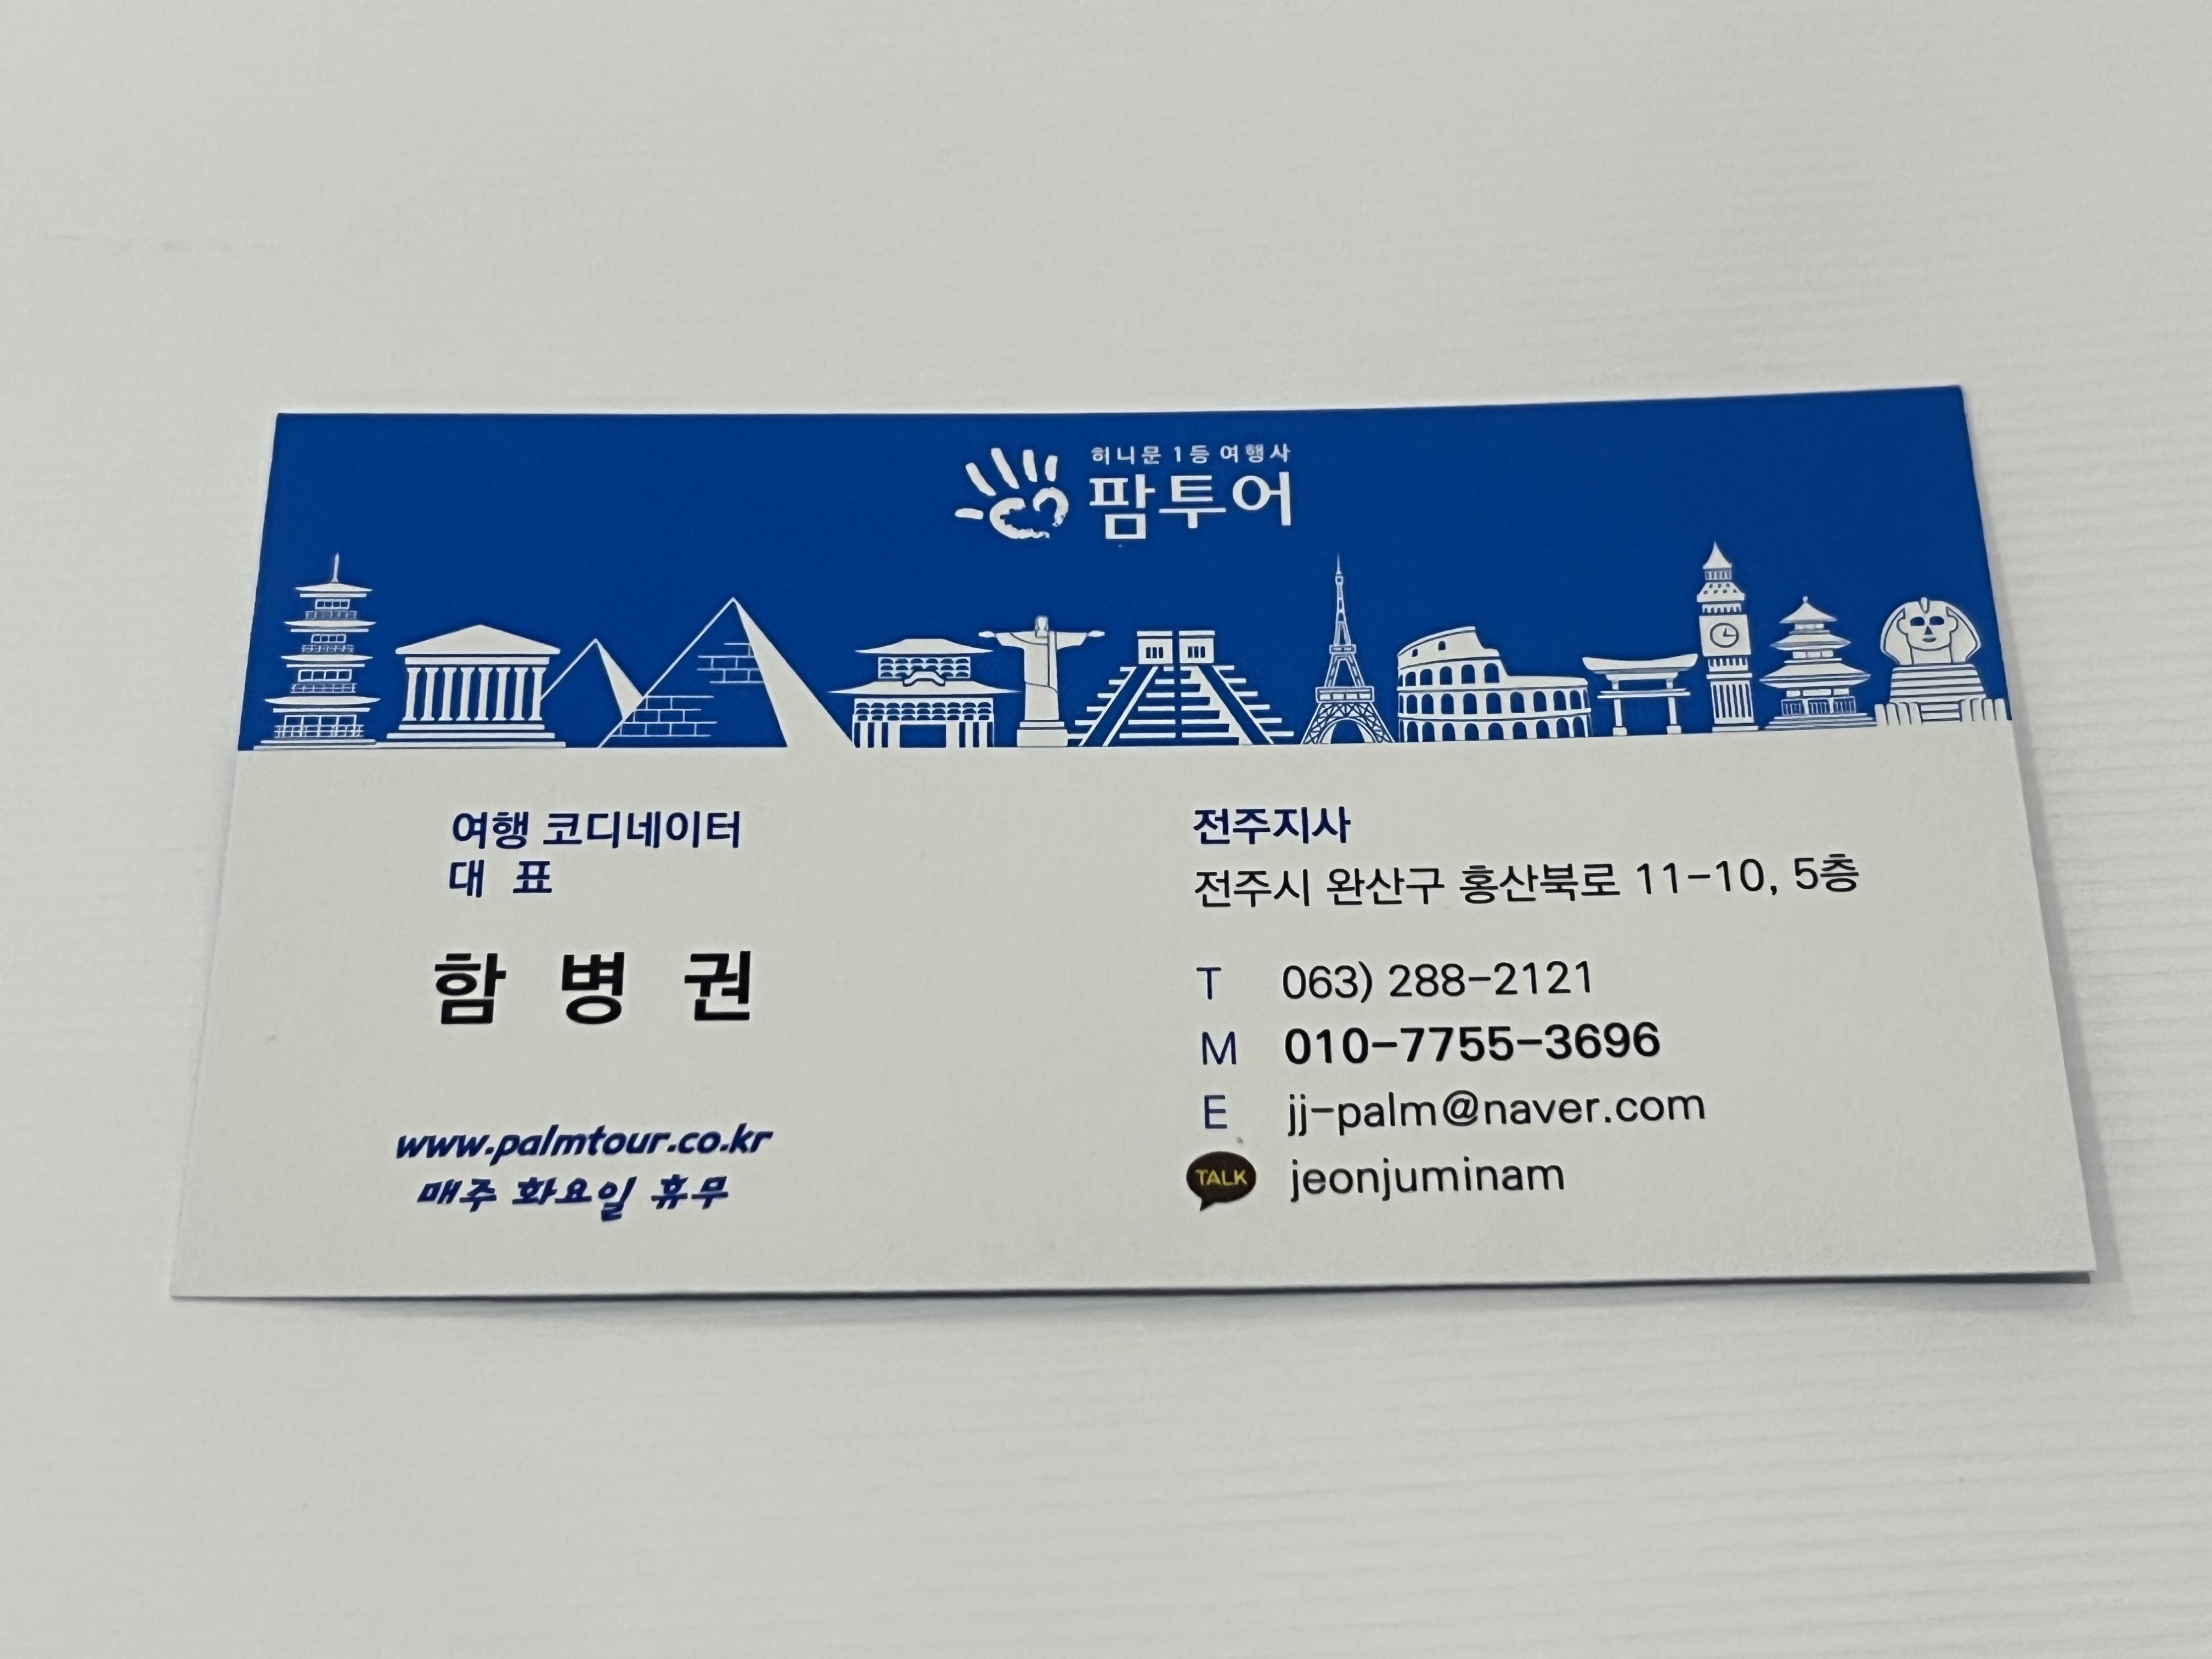 허니문 1등 여행사
팜투어
여행 코디네이터
대 표
함 병 권
www.palmtour.co.kr
매주 화요일 휴무
전주지사
전주시 완산구 홍산북로 11-10, 5층
T 063) 288-2121
M 010-7755-3696
E jj-palm@naver.com
TALK jeonjuminam